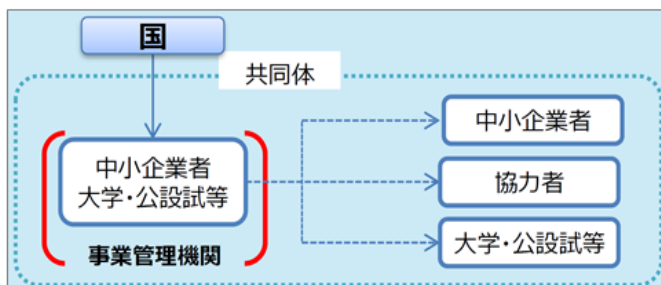 国
共同体
中小企業者
大学・公設試等
事業管理機関
中小企業者
協力者
大学・公設試等